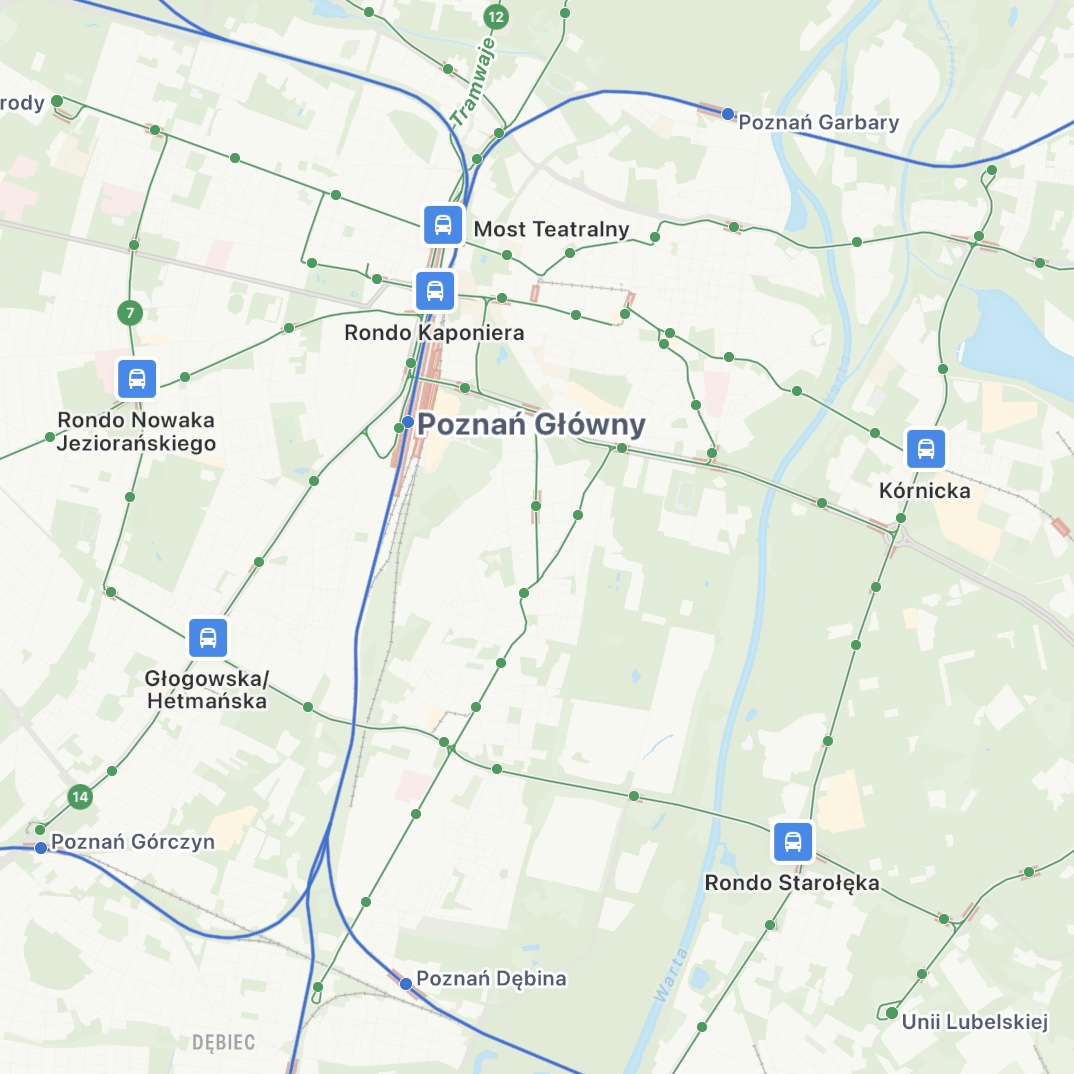 12
Tramwaje
rody
Poznań Garbary
Most Teatralny
7
Rondo Kaponiera
Rondo Nowaka
Jeziorańskiego
Poznań Główny
Warta
Kórnicka
Głogowska/
Hetmańska
14
Poznań Górczyn
Rondo Starołęka
Poznań Dębina
Warta
Unii Lubelskiej
DĘBIEC